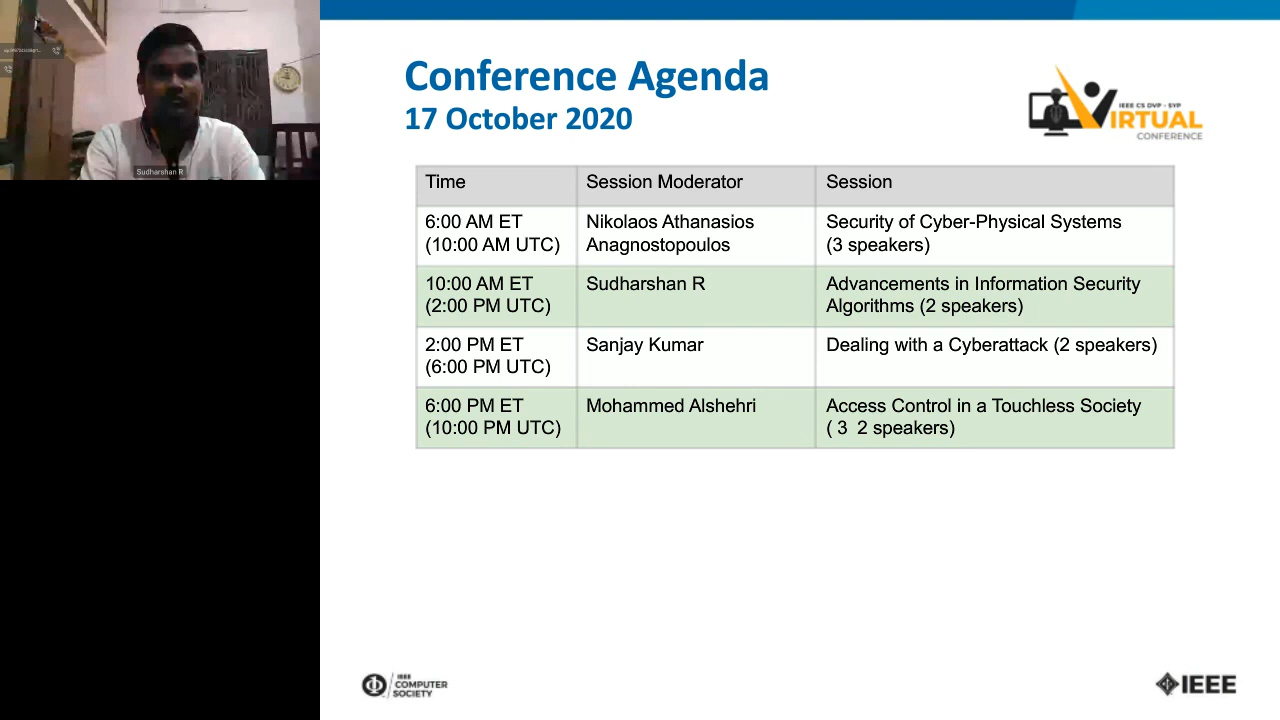 Sudharshan R
Conference Agenda
17 October 2020
IEEE CS DVP - SYP
VIRTUAL
CONFERENCE
Time Session Moderator Session
6:00 AM ET Nikolaos Athanasios Security of Cyber-Physical Systems
(10:00 AM UTC) Anagnostopoulos (3 speakers)
10:00 AM ET Sudharshan R Advancements in Information Security
(2:00 PM UTC) Algorithms (2 speakers)
2:00 PM ET Sanjay Kumar Dealing with a Cyberattack (2 speakers)
(6:00 PM UTC)
6:00 PM ET Mohammed Alshehri Access Control in a Touchless Society
(10:00 PM UTC) ( 3 2 speakers)
IEEE
COMPUTER
SOCIETY
IEEE